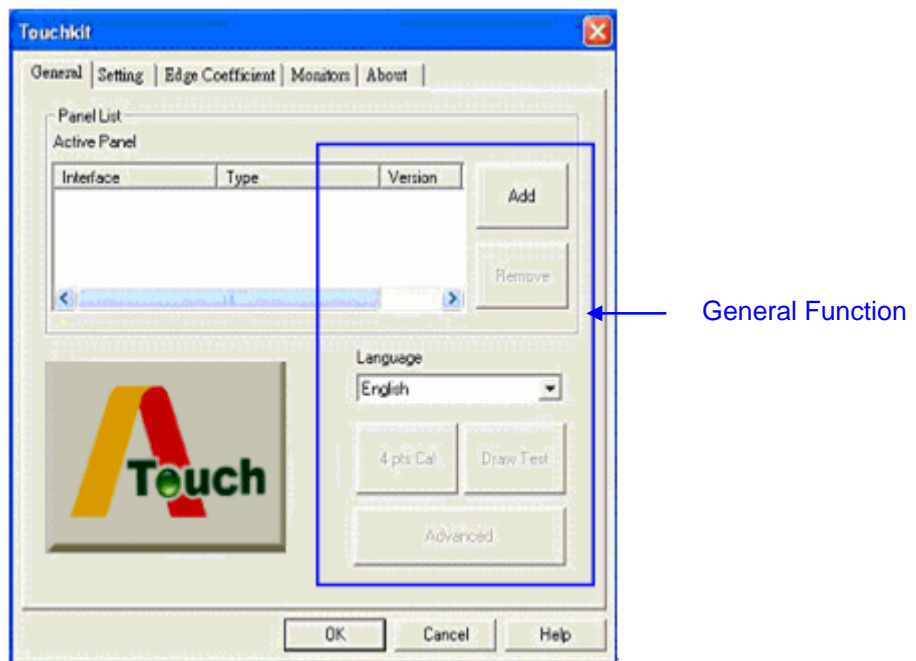 Touchkit
General Setting Edge Coefficient Monitors About
Panel List
Active Panel
Interface Type Version
Add
Remove
General Function
Language
English
4 pts Cal Draw Test
Touch
Advanced
OK Cancel Help